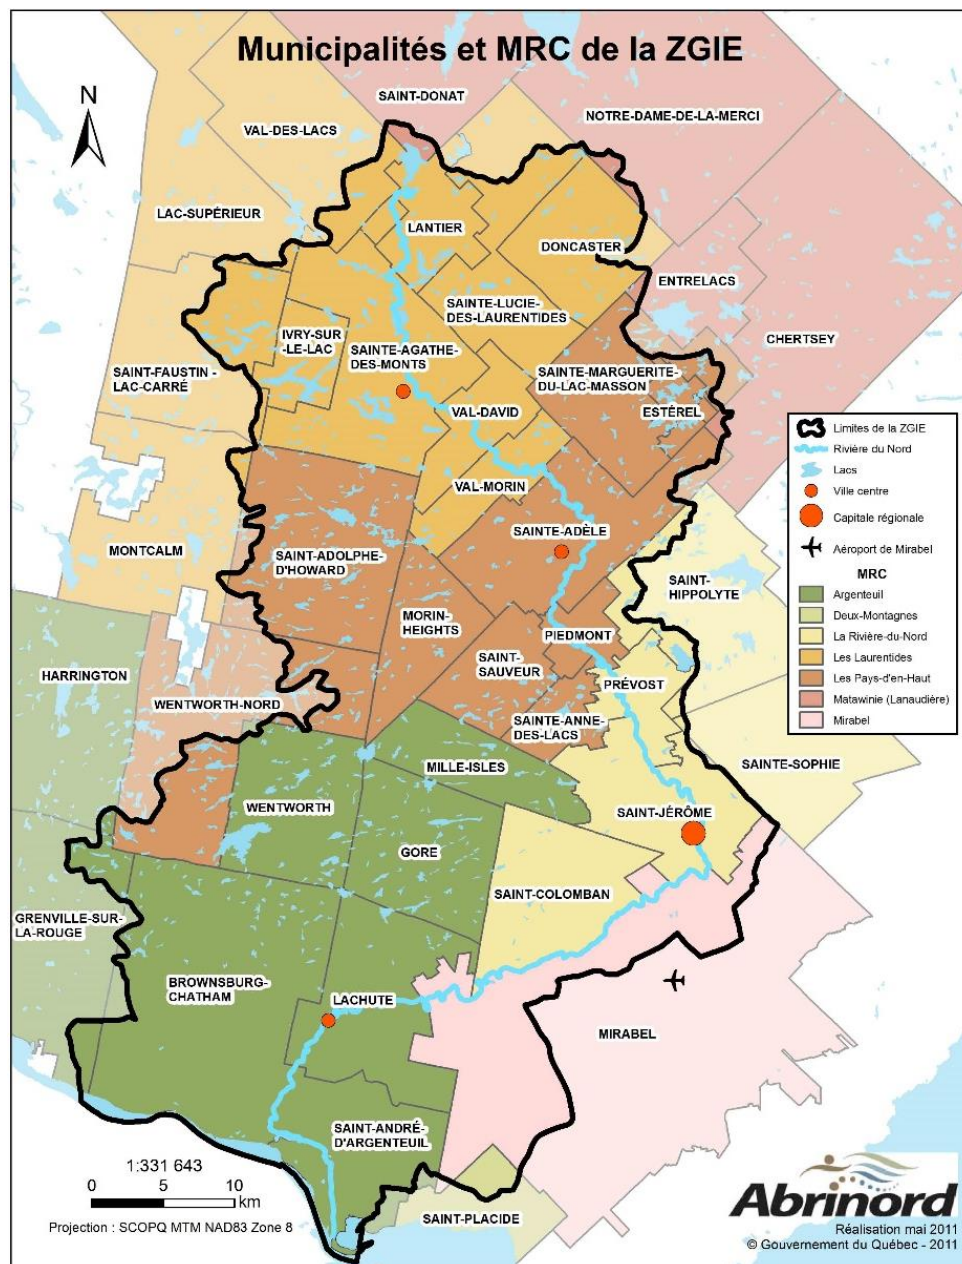 Municipalités et MRC de la ZGIE
N
SAINT-DONAT
NOTRE-DAME-DE-LA-MERCI
VAL-DES-LACS
LAC-SUPÉRIEUR
LANTIER
DONCASTER
ENTRELACS
SAINTE-LUCIE-
DES-LAURENTIDES
IVRY-SUR
-LE-LAC
SAINTE-AGATHE-
DES-MONTS
CHERTSEY
SAINT-FAUSTIN -
LAC-CARRÉ
SAINTE-MARGUERITE-
DU-LAC-MASSON
ESTÉREL
VAL-DAVID
VAL-MORIN
SAINTE-ADÈLE
MONTCALM
SAINT-ADOLPHE-
D'HOWARD
SAINT-
HIPPOLYTE
MORIN-
HEIGHTS
PIEDMONT
SAINT-
SAUVEUR
HARRINGTON
PRÉVOST
WENTWORTH-NORD
SAINTE-ANNE-
DES-LACS
MILLE-ISLES
SAINTE-SOPHIE
WENTWORTH
SAINT-JÉRÔME
GORE
SAINT-COLOMBAN
GRENVILLE-SUR-
LA-ROUGE
BROWNSBURG-
CHATHAM
LACHUTE
MIRABEL
SAINT-ANDRÉ-
D'ARGENTEUIL
SAINT-PLACIDE
Limites de la ZGIE
Rivière du Nord
Lacs
Ville centre
Capitale régionale
Aéroport de Mirabel
MRC
Argenteuil
Deux-Montagnes
La Rivière-du-Nord
Les Laurentides
Les Pays-d'en-Haut
Matawinie (Lanaudière)
Mirabel
1:331 643
0 5 10
km
Projection : SCOPQ MTM NAD83 Zone 8
Abrinord
Réalisation mai 2011
© Gouvernement du Québec - 2011